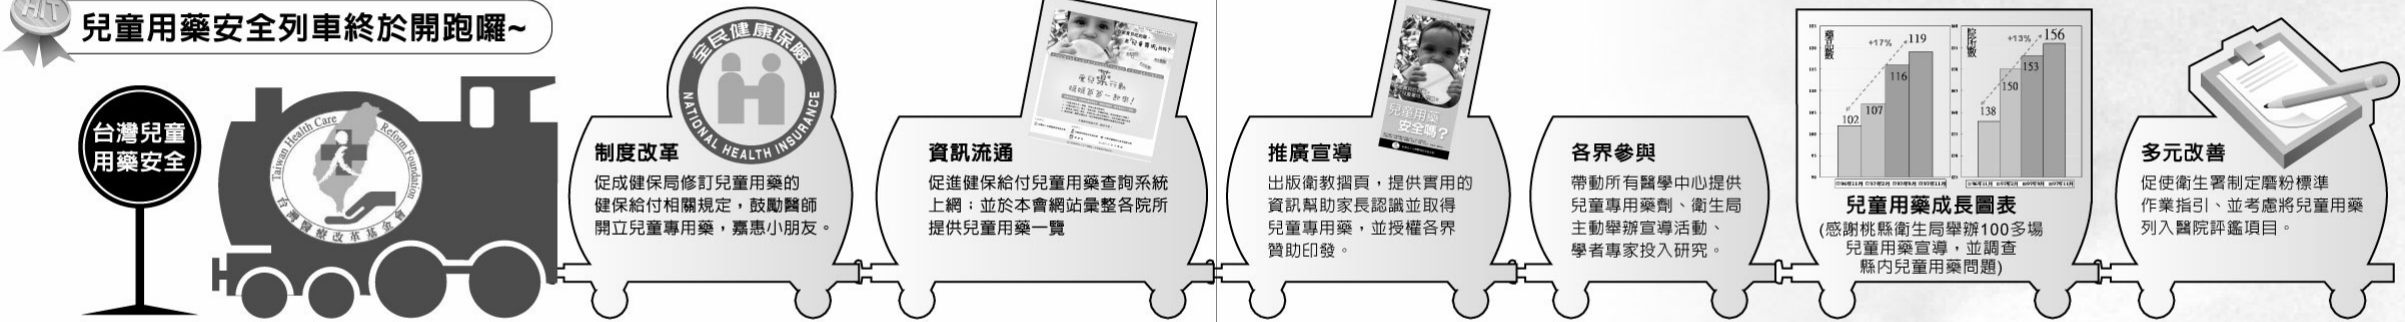 HIT
兒童用藥安全列車終於開跑囉~
台灣兒童
用藥安全
Taiwan Health Care Reform Foundation
台灣醫療改革基金會
全民健康保險
NATIONAL HEALTH INSURANCE
制度改革
促成健保局修訂兒童用藥的
健保給付相關規定，鼓勵醫師
開立兒童專用藥，嘉惠小朋友。
資訊流通
促進健保給付兒童用藥查詢系統
上網；並於本會網站彙整各院所
提供兒童用藥一覽
兒童用藥
安全嗎？
推廣宣導
出版衛教摺頁，提供實用的
資訊幫助家長認識並取得
兒童專用藥，並授權各界
贊助印發。
各界參與
帶動所有醫學中心提供
兒童專用藥劑、衛生局
主動舉辦宣導活動、
學者專家投入研究。
藥品數
+17%
102
107
116
119
院所數
+13%
138
150
153
156
兒童用藥成長圖表
(感謝桃縣衛生局舉辦100多場
兒童用藥宣導，並調查
縣內兒童用藥問題)
多元改善
促使衛生署制定磨粉標準
作業指引、並考慮將兒童用藥
列入醫院評鑑項目。